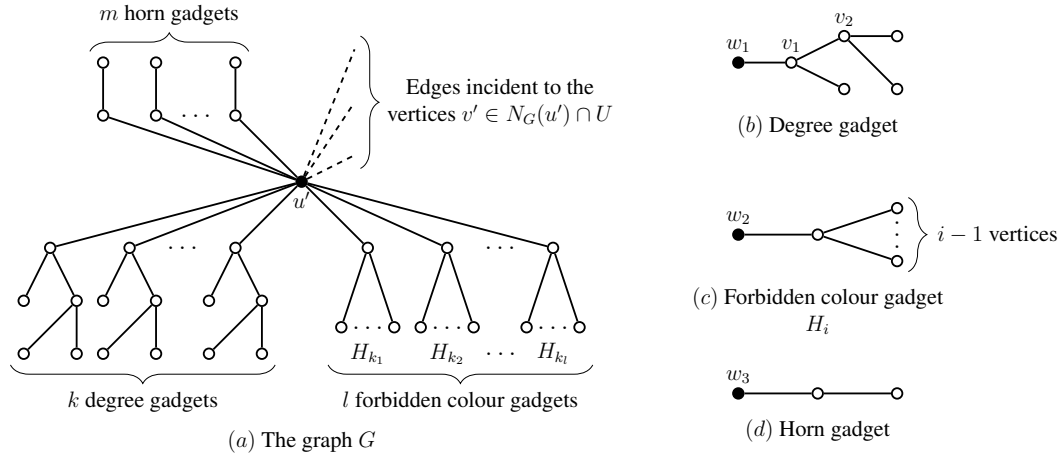 m horn gadgets
· · ·
Edges incident to the
vertices v′ ∈ N_G(u′) ∩ U
u′
· · ·
· · ·
· · ·
· · ·
· · ·
H_{k_1}
H_{k_2}
· · ·
H_{k_l}
k degree gadgets
l forbidden colour gadgets
(a) The graph G
w_1
v_1
v_2
(b) Degree gadget
w_2
i − 1 vertices
(c) Forbidden colour gadget
H_i
w_3
(d) Horn gadget